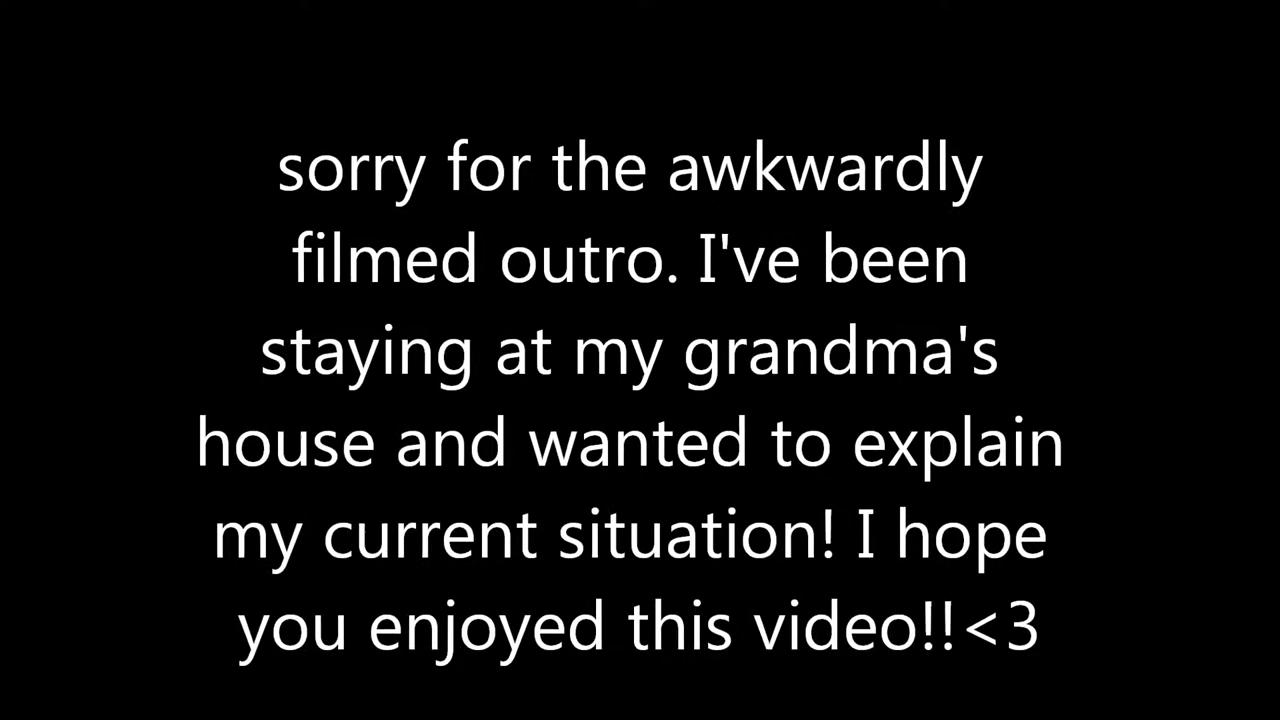 sorry for the awkwardly
filmed outro. I've been
staying at my grandma's
house and wanted to explain
my current situation! I hope
you enjoyed this video!!<3